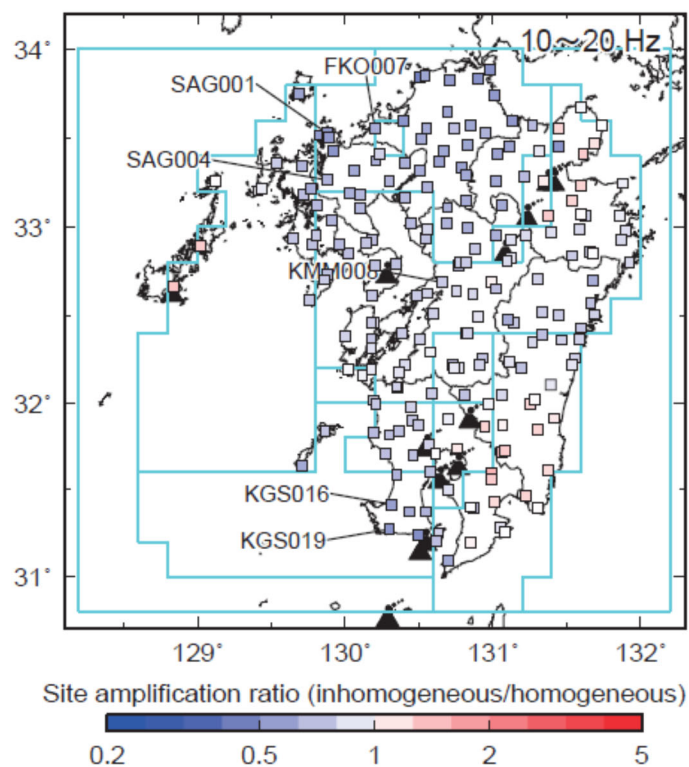 10～20 Hz
34°
FKO007
SAG001
SAG004
33°
KMM008
32°
KGS016
KGS019
31°
129° 130° 131° 132°
Site amplification ratio (inhomogeneous/homogeneous)
0.2 0.5 1 2 5